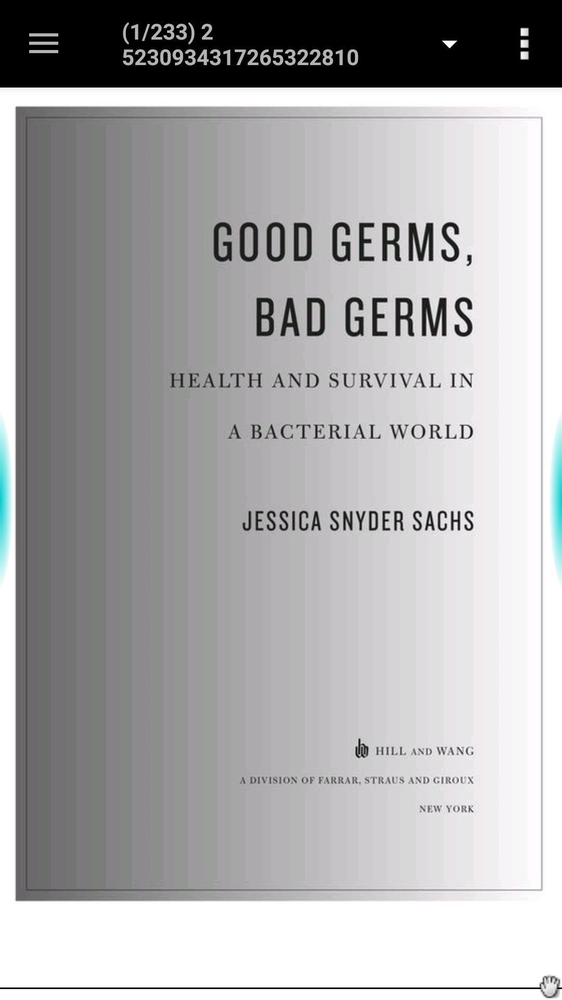 (1/233) 2
5230934317265322810
GOOD GERMS,
BAD GERMS
HEALTH AND SURVIVAL IN
A BACTERIAL WORLD
JESSICA SNYDER SACHS
HILL AND WANG
A DIVISION OF FARRAR, STRAUS AND GIROUX
NEW YORK